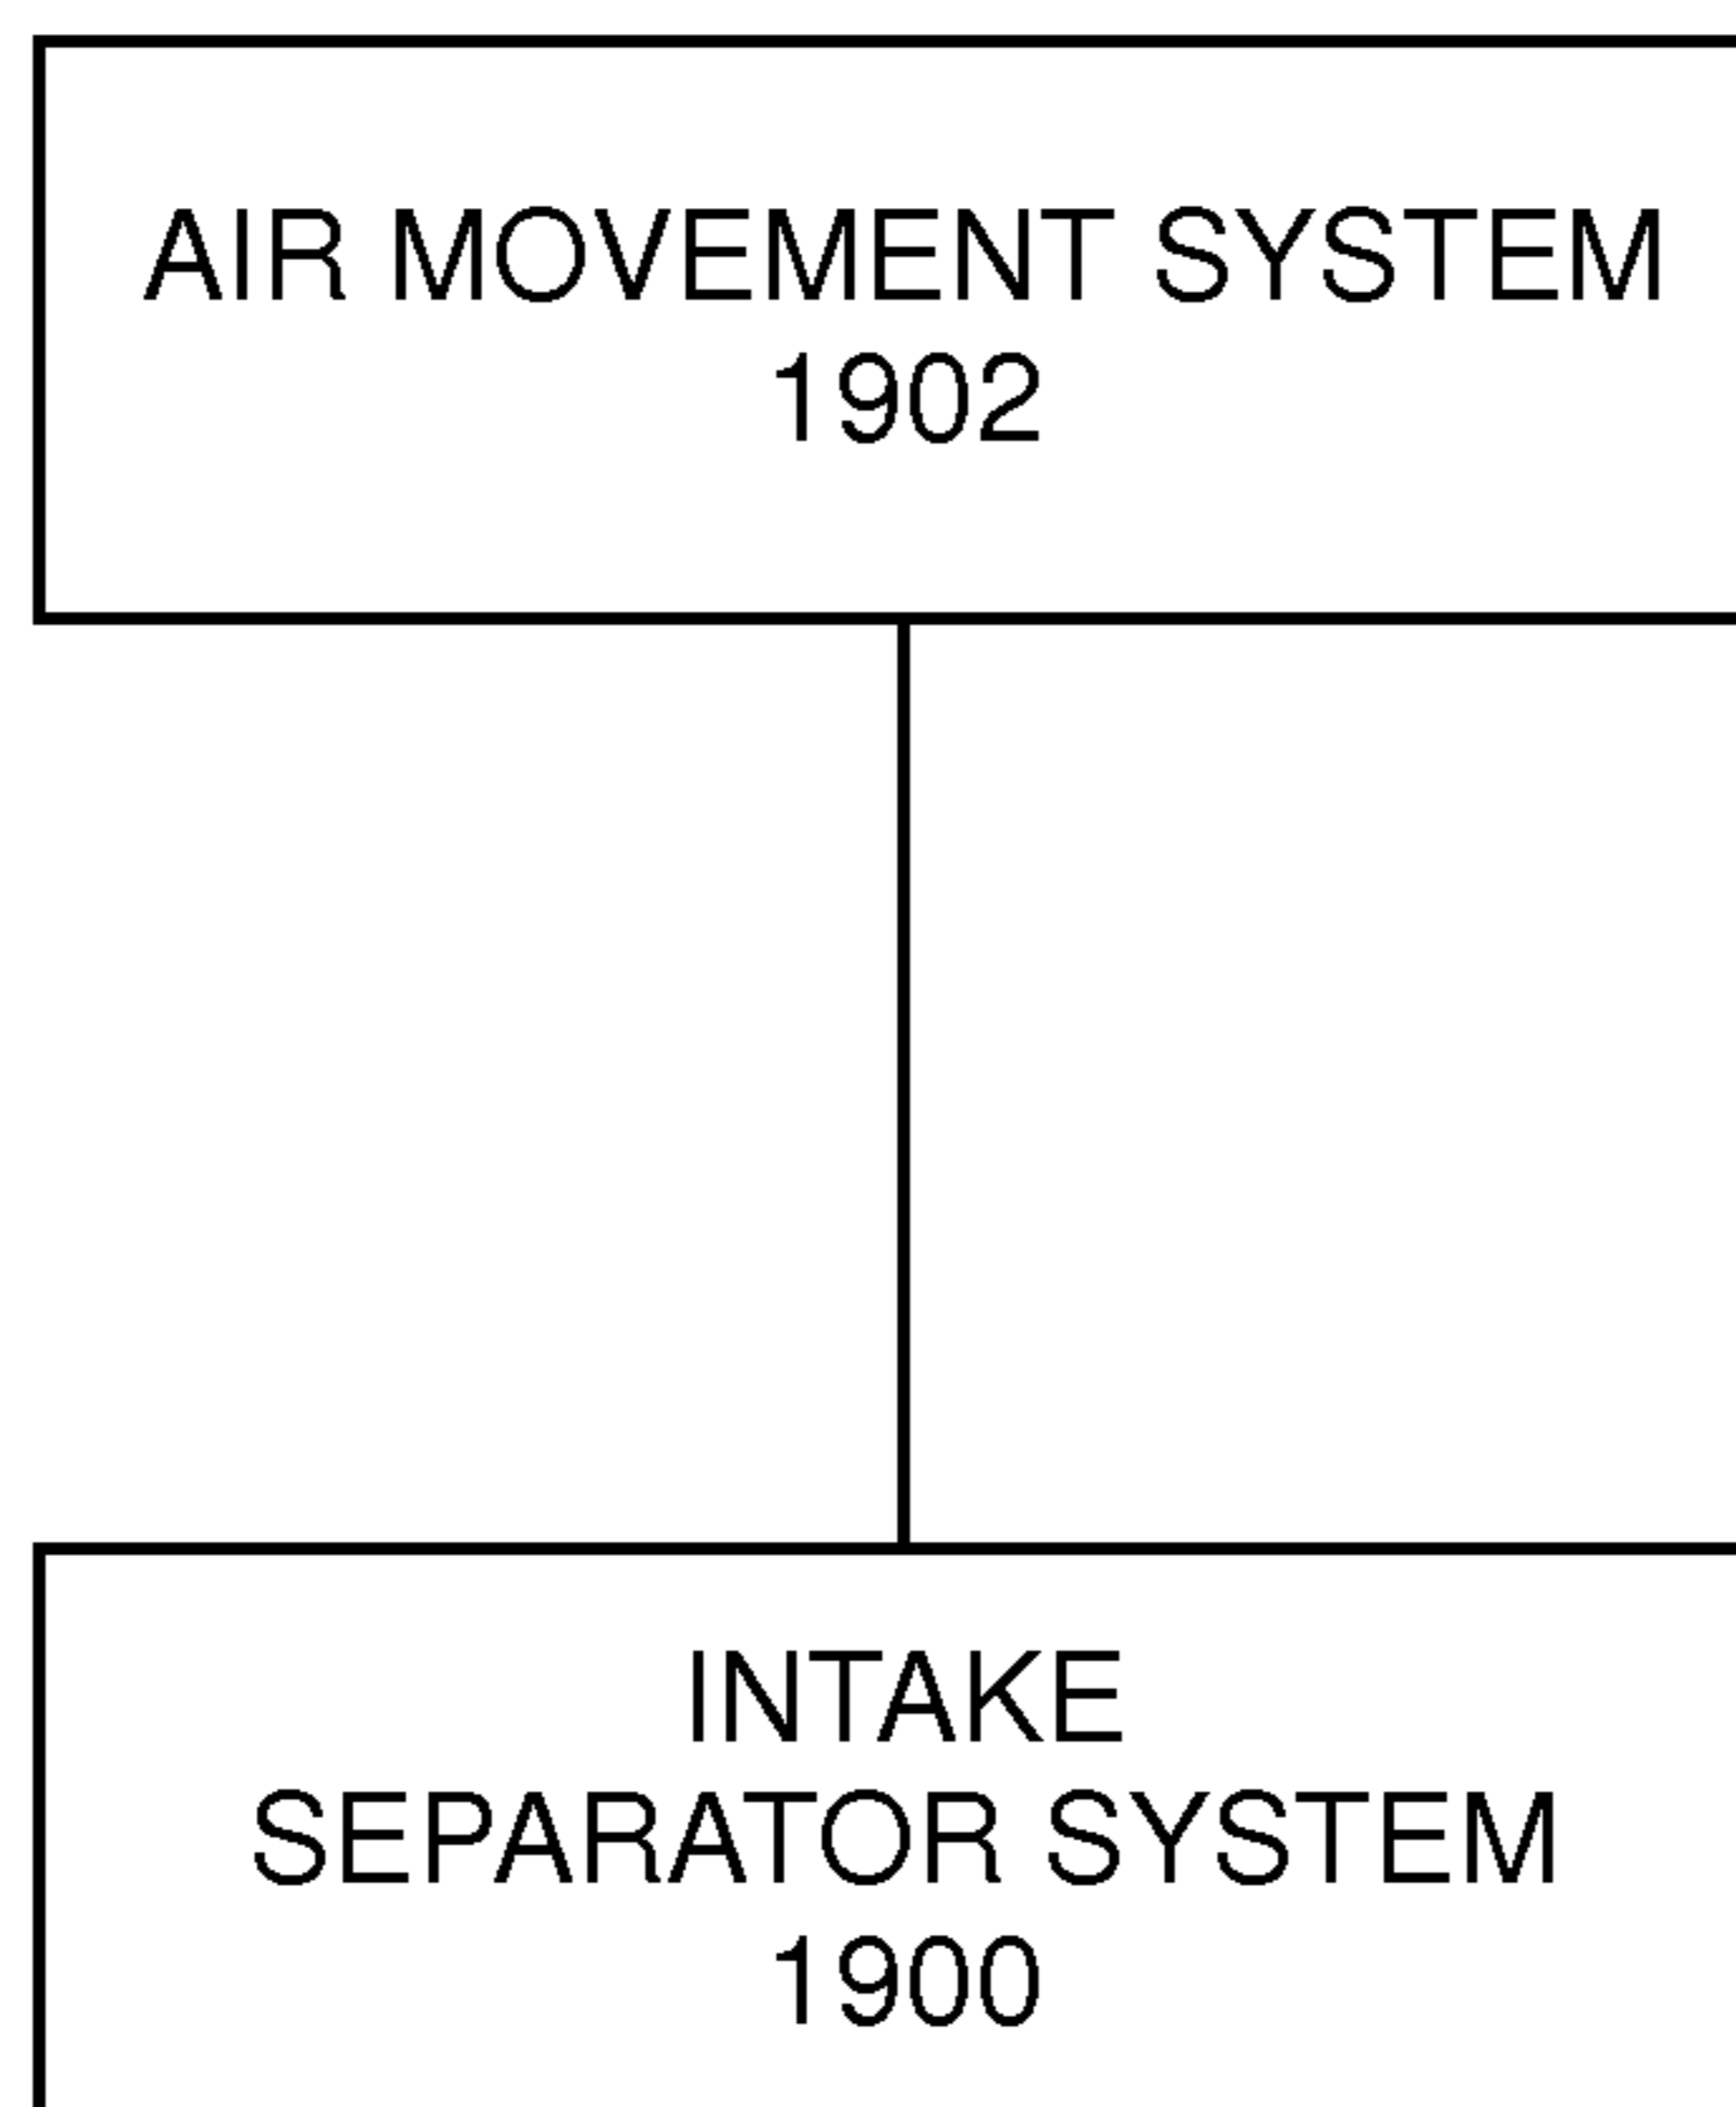 AIR MOVEMENT SYSTEM
1902
INTAKE
SEPARATOR SYSTEM
1900